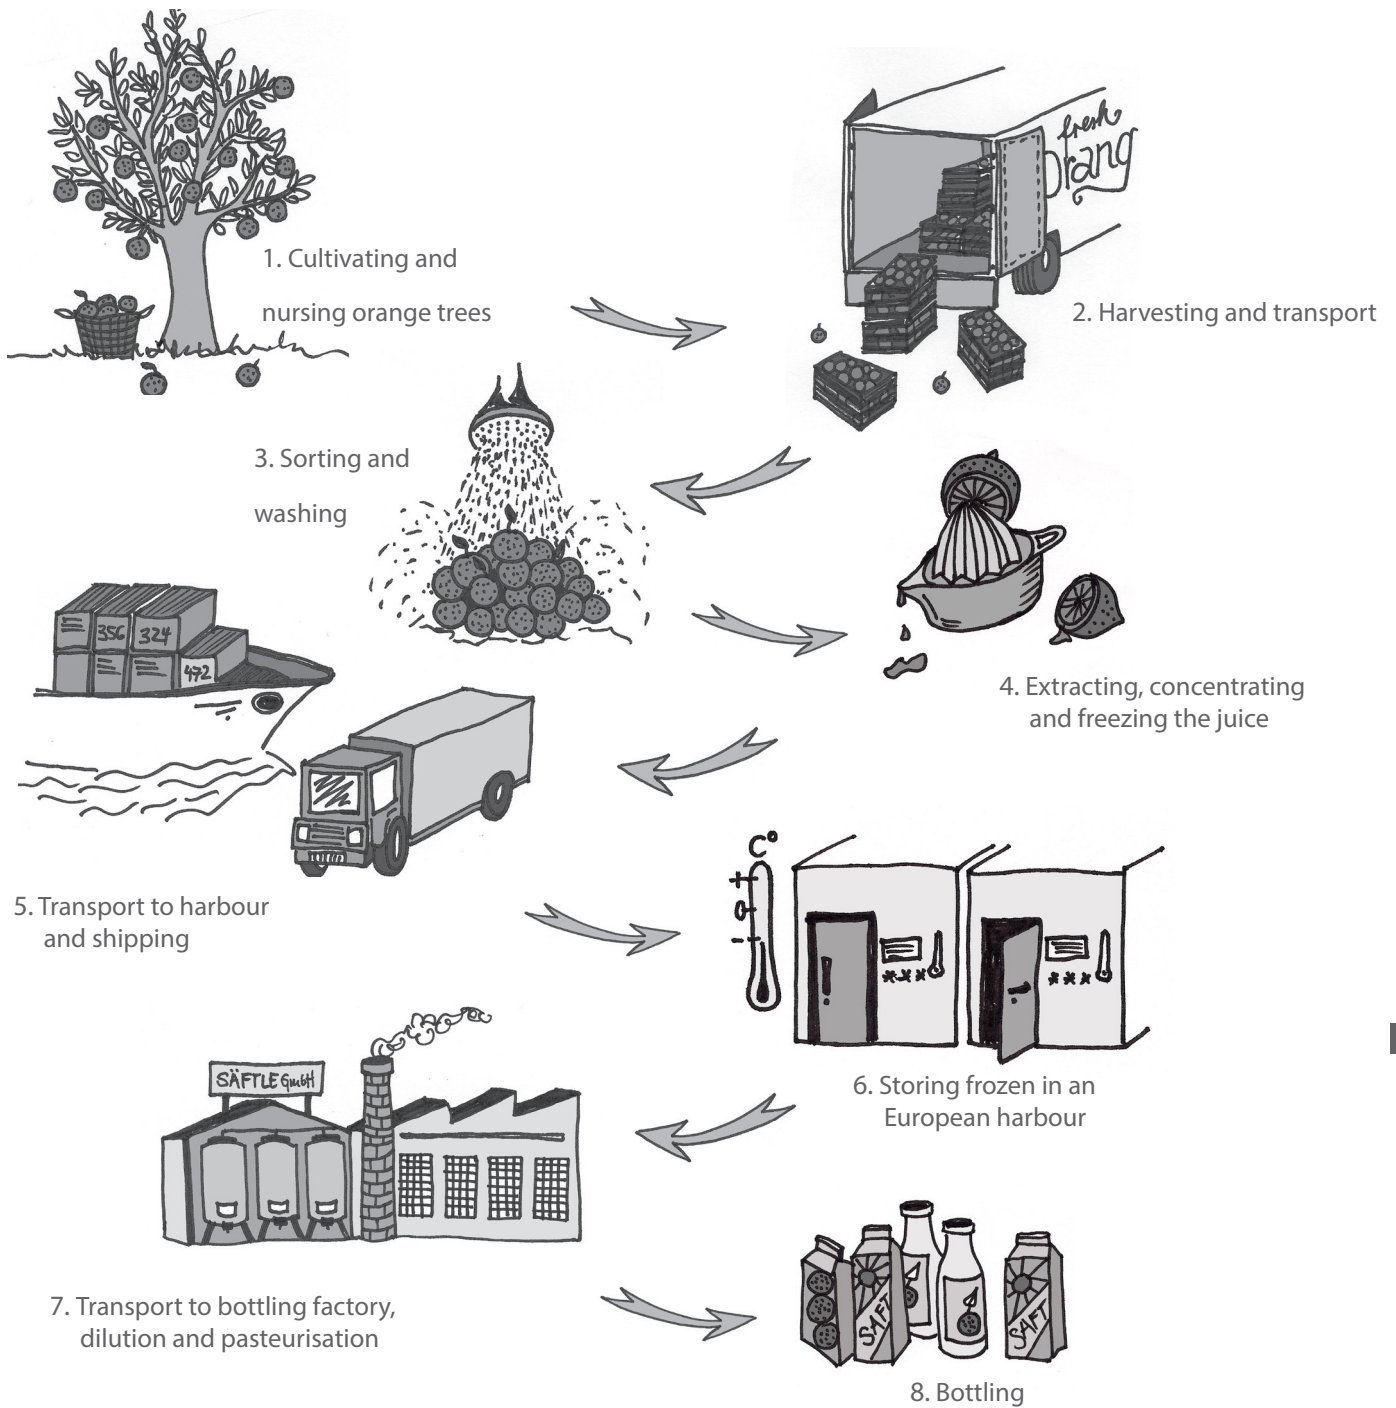 1. Cultivating and
nursing orange trees
fresh
Orang
2. Harvesting and transport
3. Sorting and
washing
4. Extracting, concentrating
and freezing the juice
356
324
472
5. Transport to harbour
and shipping
C°
+
0
-
***
***
6. Storing frozen in an
European harbour
SÄFTLE GmbH
7. Transport to bottling factory,
dilution and pasteurisation
SAFT
SAFT
8. Bottling